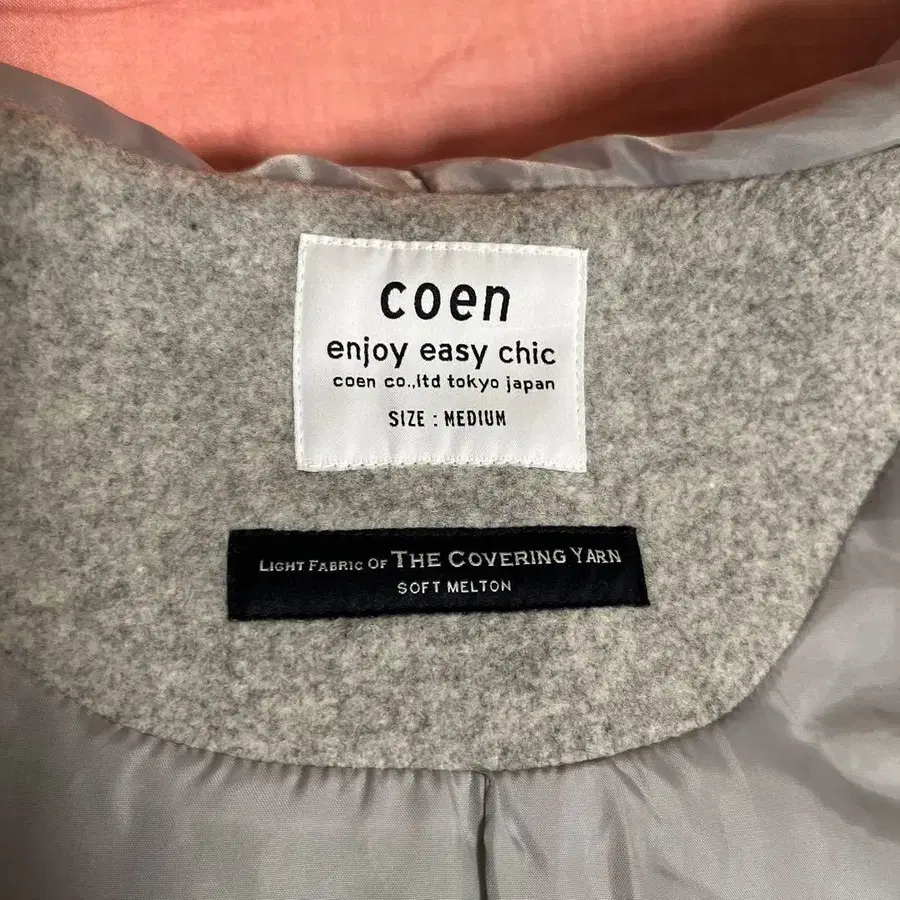 coen
enjoy easy chic
coen co.,ltd tokyo japan
SIZE : MEDIUM
LIGHT FABRIC OF THE COVERING YARN
SOFT MELTON